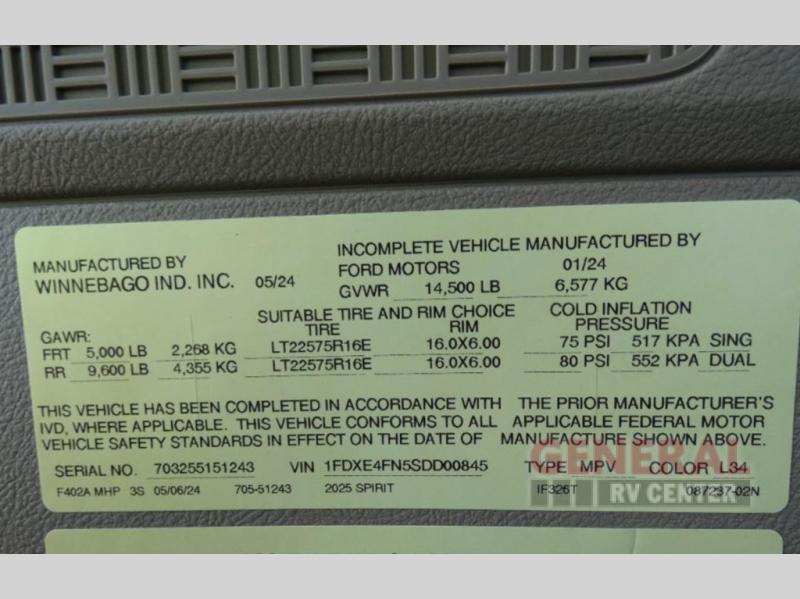 MANUFACTURED BY
WINNEBAGO IND. INC. 05/24
INCOMPLETE VEHICLE MANUFACTURED BY
FORD MOTORS 01/24
GVWR 14,500 LB 6,577 KG
SUITABLE TIRE AND RIM CHOICE
TIRE RIM
COLD INFLATION
PRESSURE
GAWR:
FRT 5,000 LB 2,268 KG LT22575R16E 16.0X6.00 75 PSI 517 KPA SING
RR 9,600 LB 4,355 KG LT22575R16E 16.0X6.00 80 PSI 552 KPA DUAL
THIS VEHICLE HAS BEEN COMPLETED IN ACCORDANCE WITH THE PRIOR MANUFACTURER'S
IVD, WHERE APPLICABLE. THIS VEHICLE CONFORMS TO ALL APPLICABLE FEDERAL MOTOR
VEHICLE SAFETY STANDARDS IN EFFECT ON THE DATE OF MANUFACTURE SHOWN ABOVE.
SERIAL NO. 703255151243 VIN 1FDXE4FN5SDD00845 TYPE MPV COLOR L34
F402A MHP 3S 05/06/24 705-51243 2025 SPIRIT IF326T 087237-02N
GENERAL
RV CENTER